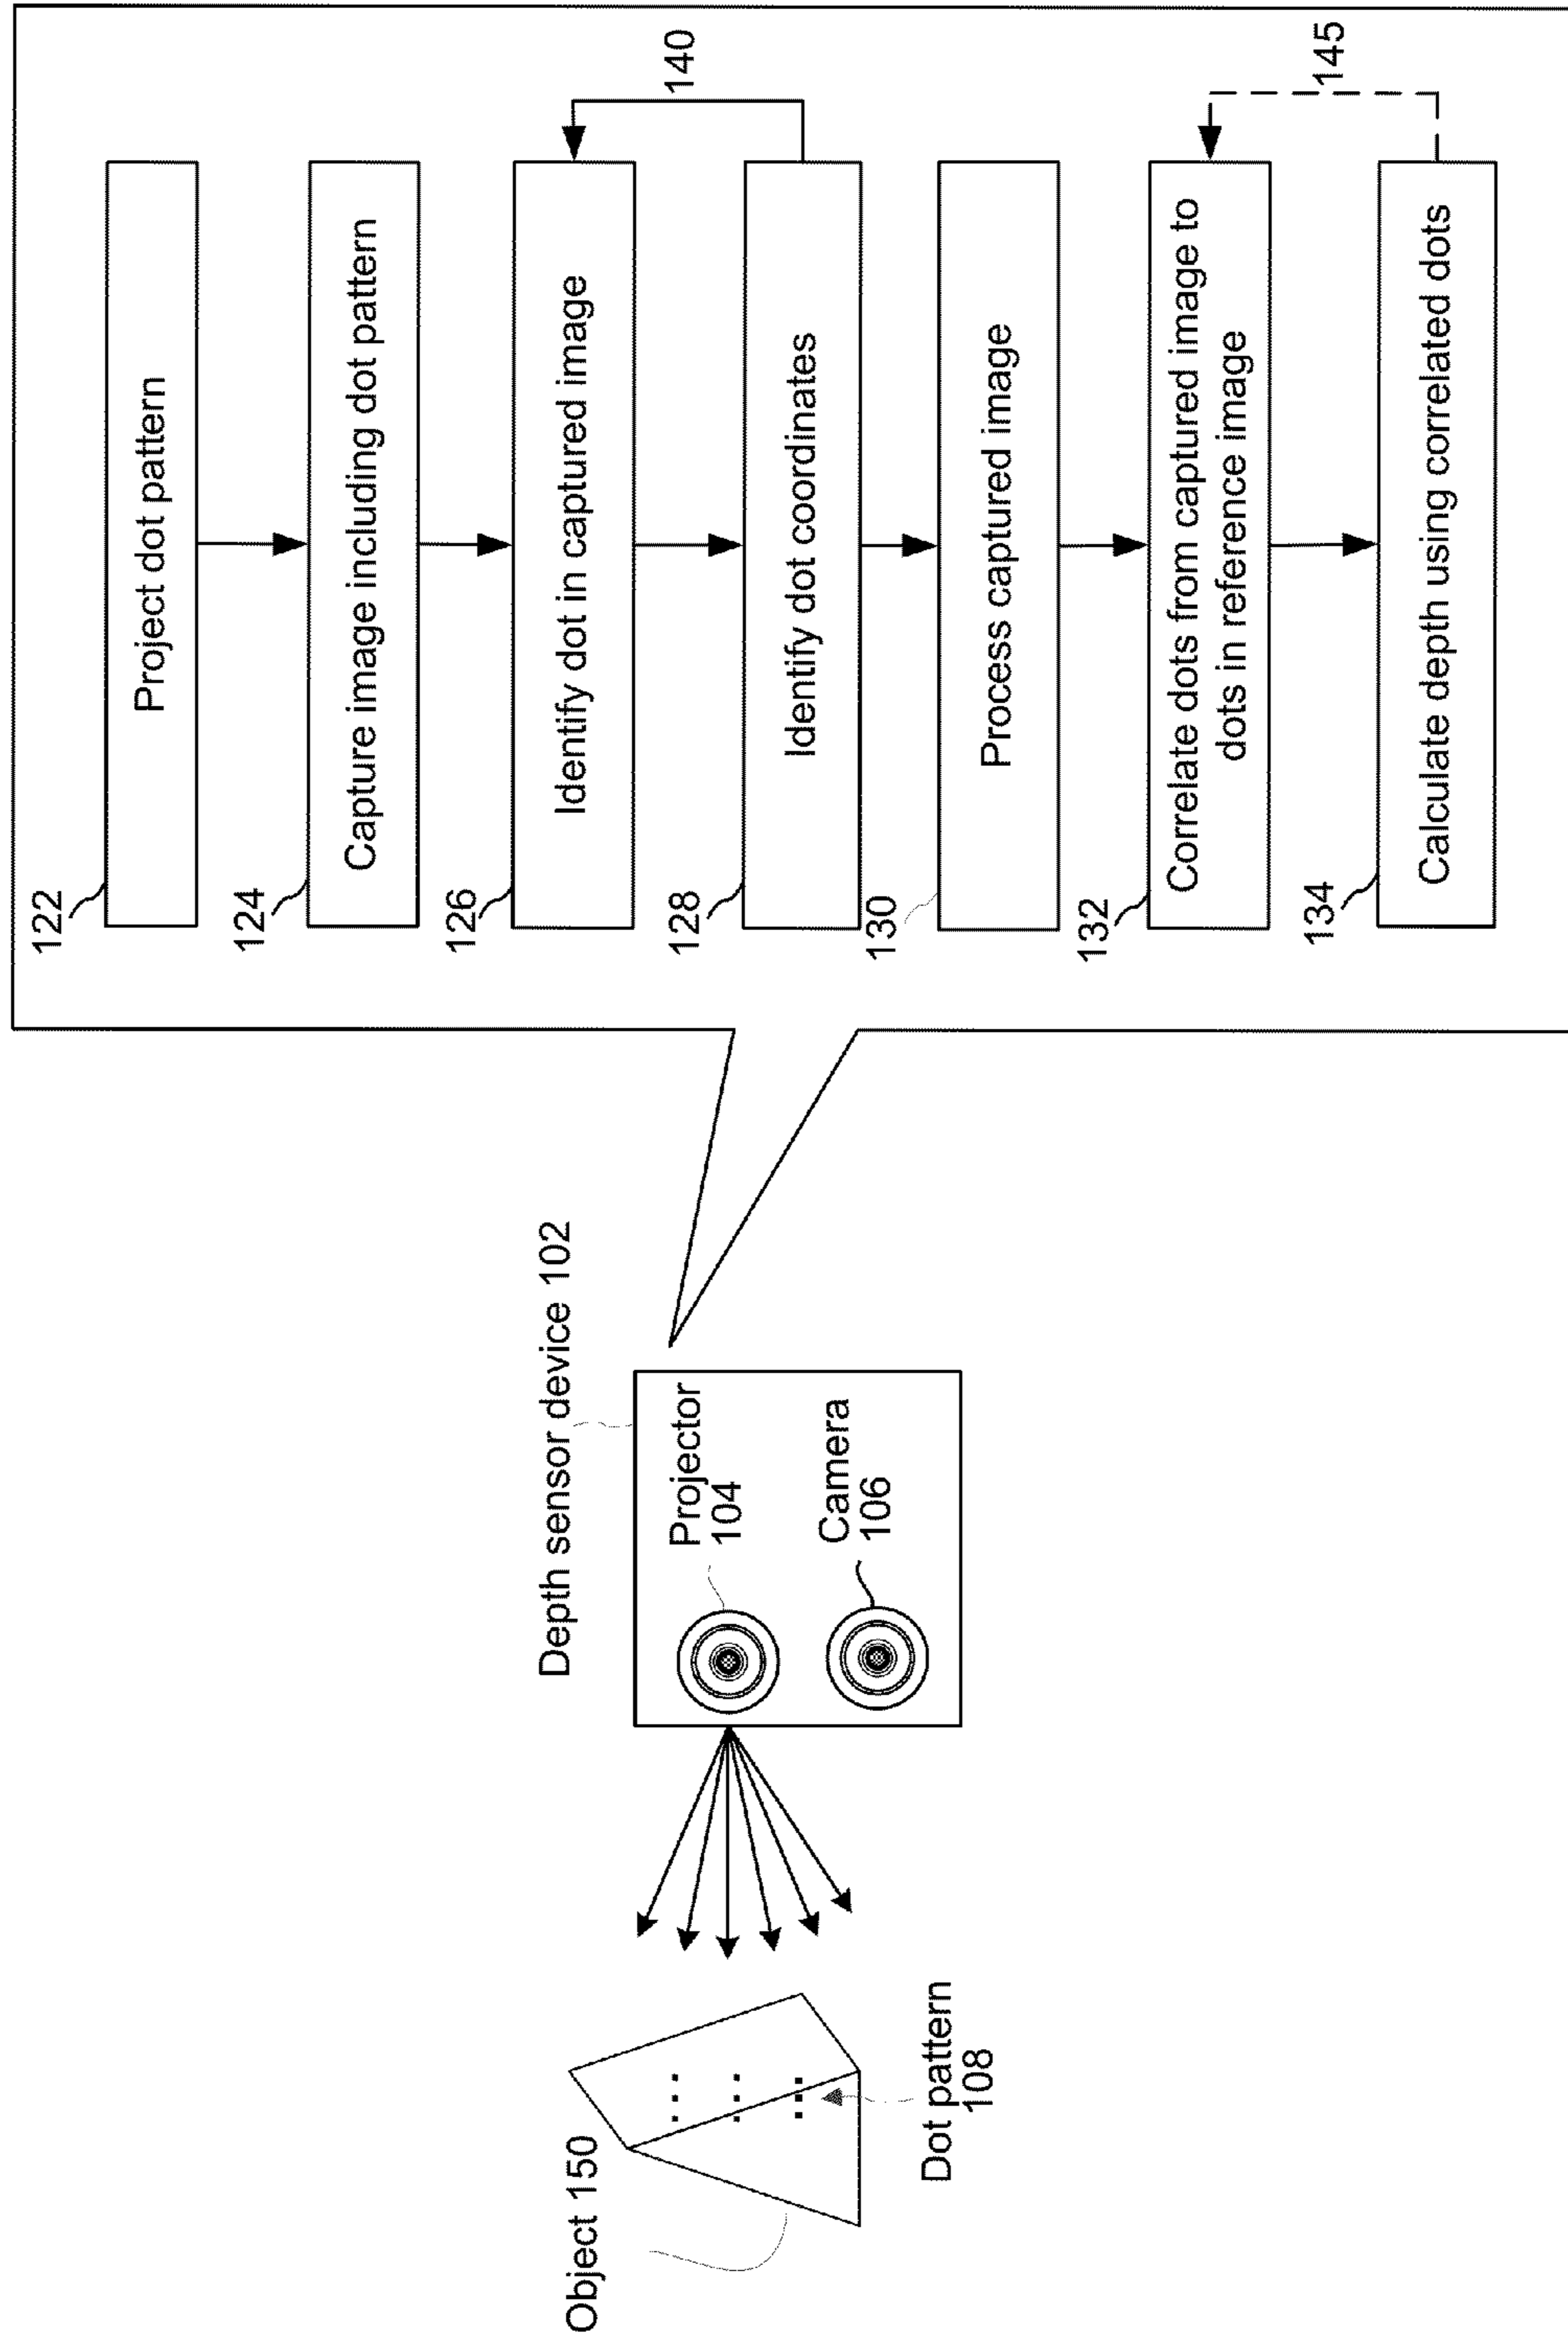 Object 150
Dot pattern
108
Depth sensor device 102
Projector
104
Camera
106
122
Project dot pattern
124
Capture image including dot pattern
126
Identify dot in captured image
140
128
Identify dot coordinates
130
Process captured image
132
Correlate dots from captured image to
dots in reference image
145
134
Calculate depth using correlated dots